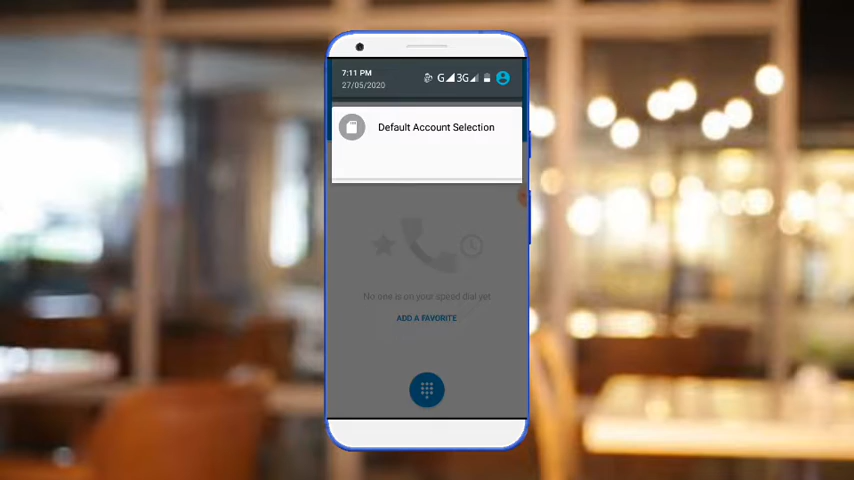 7:11 PM
G 3G
27/05/2020
Default Account Selection
No one is on your speed dial yet
ADD A FAVORITE